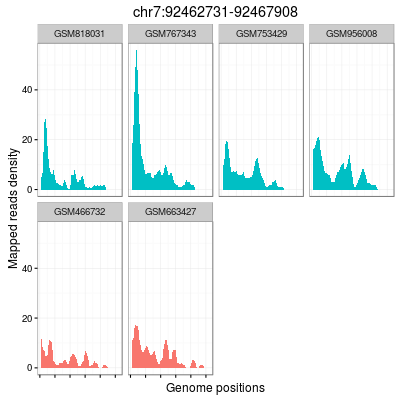 chr7:92462731-92467908
GSM818031 GSM767343 GSM753429 GSM956008
40
20
0
GSM466732 GSM663427
40
20
0
Mapped reads density
Genome positions